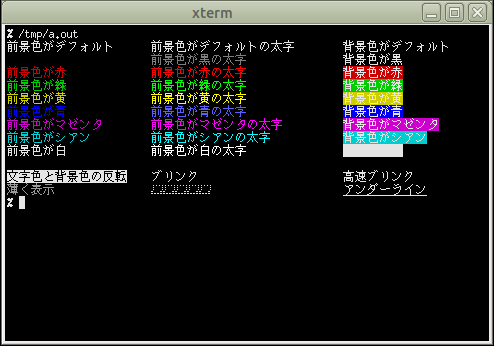 xterm
% /tmp/a.out
前景色がデフォルト 前景色がデフォルトの太字 背景色がデフォルト
前景色が黒の太字 背景色が黒
前景色が赤 前景色が赤の太字 背景色が赤
前景色が緑 前景色が緑の太字 背景色が緑
前景色が黄 前景色が黄の太字 背景色が黄
前景色が青 前景色が青の太字 背景色が青
前景色がマゼンタ 前景色がマゼンタの太字 背景色がマゼンタ
前景色がシアン 前景色がシアンの太字 背景色がシアン
前景色が白 前景色が白の太字
文字色と背景色の反転 ブリンク 高速ブリンク
薄く表示 アンダーライン
%